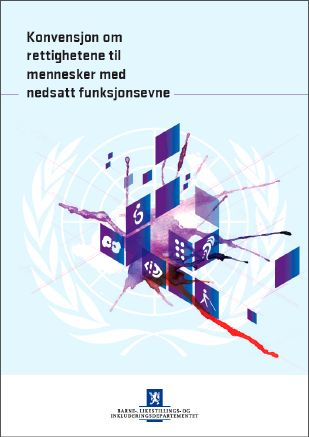 Konvensjon om
rettighetene til
mennesker med
nedsatt funksjonsevne
BARNE-, LIKESTILLINGS- OG
INKLUDERINGSDEPARTEMENTET